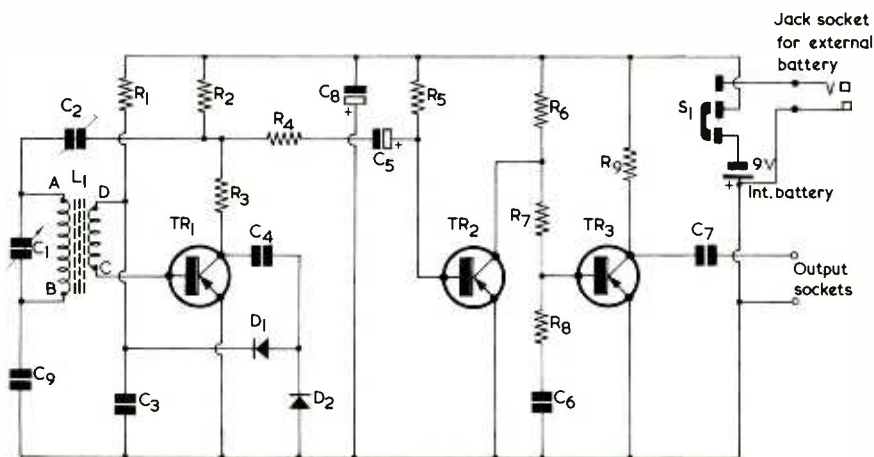 Jack socket
for external
battery
R1
R2
C8
+
R5
R6
S1
V
C2
R4
C5
+
9V
+
Int. battery
A
L1
D
R3
R9
C1
TR1
C4
TR2
R7
TR3
C7
B
C
Output
sockets
D1
R8
C9
C3
D2
C6